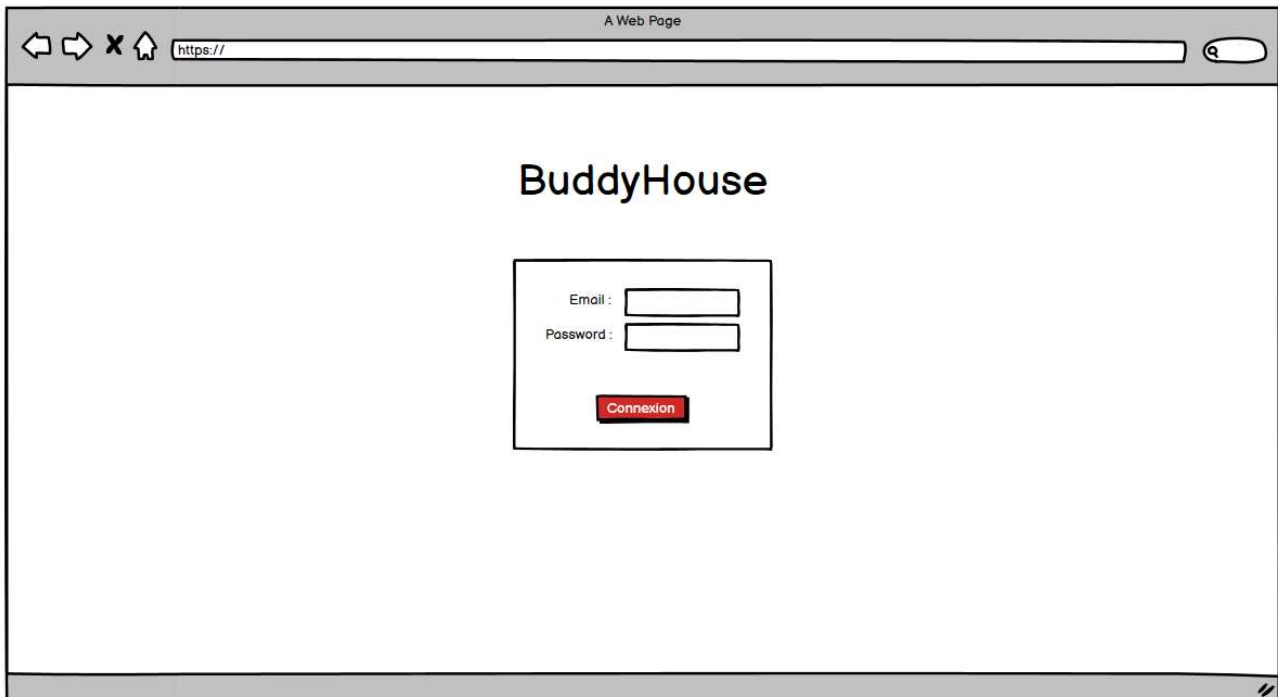 A Web Page
https://
BuddyHouse
Email :
Password :
Connexion